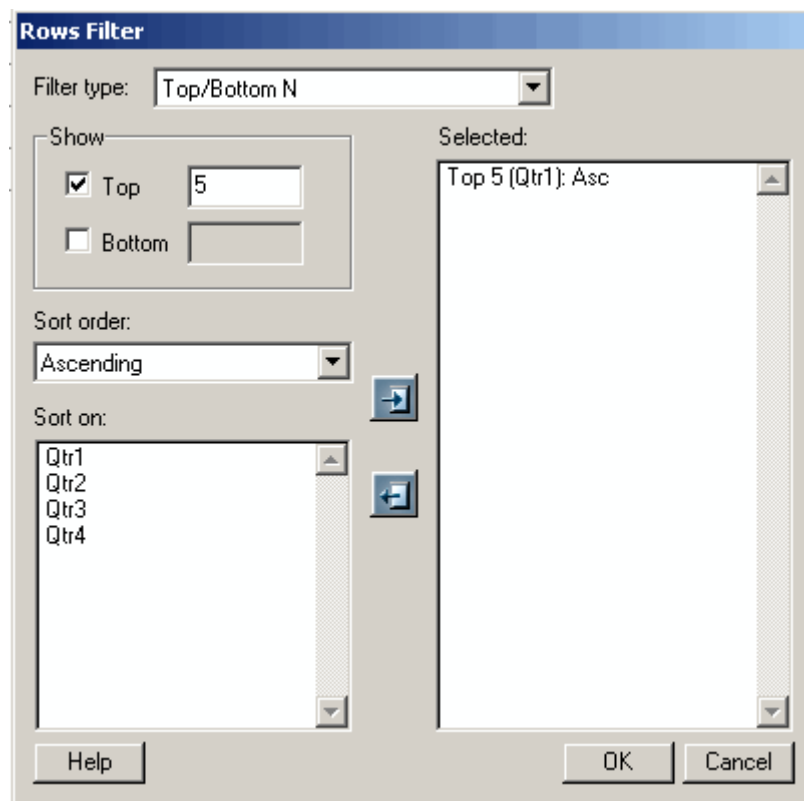 Rows Filter
Filter type: Top/Bottom N
Show
Top 5
Bottom
Sort order:
Ascending
Sort on:
Qtr1
Qtr2
Qtr3
Qtr4
Selected:
Top 5 (Qtr1): Asc
Help
OK
Cancel